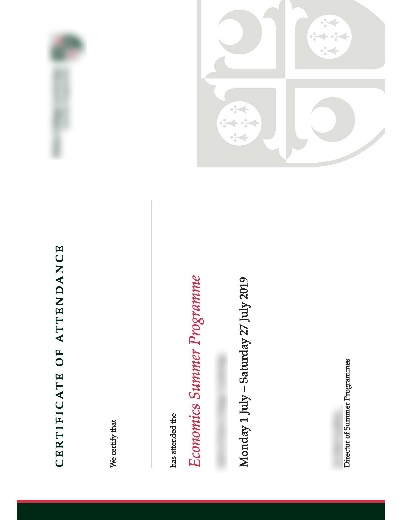 CERTIFICATE OF ATTENDANCE
We certify that
has attended the
Economics Summer Programme
Monday 1 July – Saturday 27 July 2019
Director of Summer Programmes